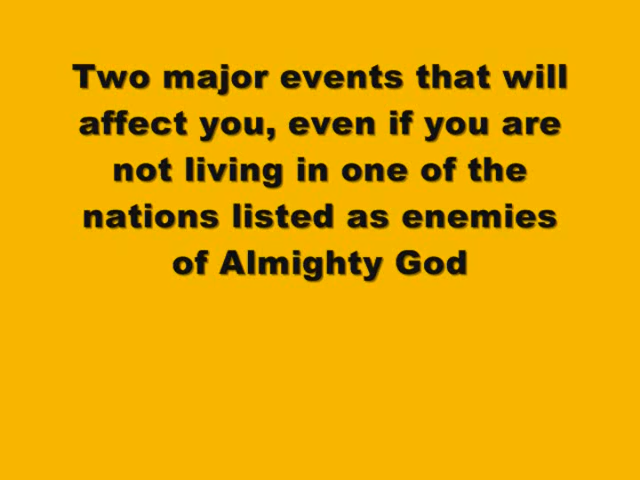 Two major events that will
affect you, even if you are
not living in one of the
nations listed as enemies
of Almighty God